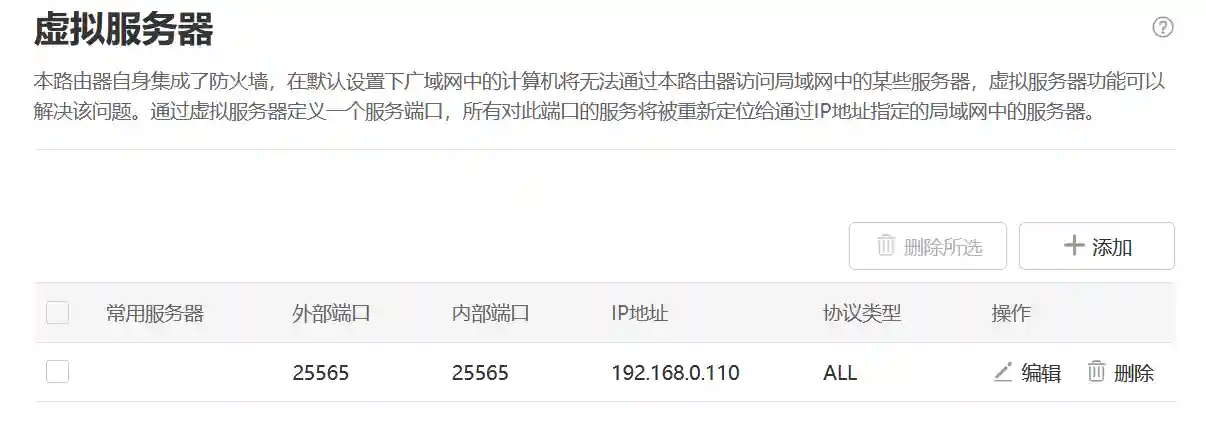 虚拟服务器
本路由器自身集成了防火墙，在默认设置下广域网中的计算机将无法通过本路由器访问局域网中的某些服务器，虚拟服务器功能可以
解决该问题。通过虚拟服务器定义一个服务端口，所有对此端口的服务将被重新定位给通过IP地址指定的局域网中的服务器。
删除所选 添加
常用服务器 外部端口 内部端口 IP地址 协议类型 操作
25565 25565 192.168.0.110 ALL 编辑 删除